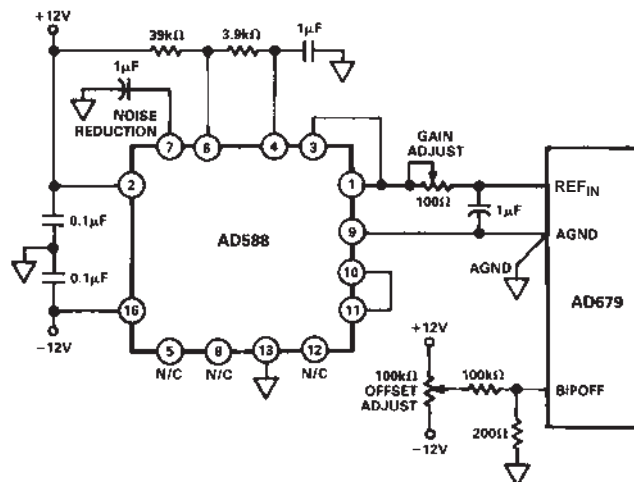 +12V
39kΩ
3.9kΩ
1µF
1µF
NOISE
REDUCTION
7
6
4
3
GAIN
ADJUST
2
1
100Ω
REFIN
1µF
0.1µF
AD588
9
AGND
10
AGND
0.1µF
11
AD679
16
-12V
5
8
13
12
N/C
N/C
N/C
+12V
100kΩ
OFFSET
ADJUST
100kΩ
BIPOFF
200Ω
-12V